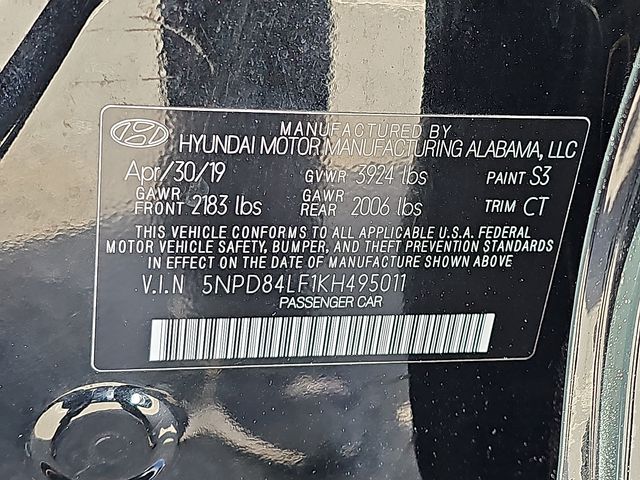 MANUFACTURED BY
HYUNDAI MOTOR MANUFACTURING ALABAMA, LLC
Apr/30/19 GVWR 3924 lbs PAINT S3
GAWR FRONT 2183 lbs GAWR REAR 2006 lbs TRIM CT
THIS VEHICLE CONFORMS TO ALL APPLICABLE U.S.A. FEDERAL
MOTOR VEHICLE SAFETY, BUMPER, AND THEFT PREVENTION STANDARDS
IN EFFECT ON THE DATE OF MANUFACTURE SHOWN ABOVE.
V.I.N 5NPD84LF1KH495011
PASSENGER CAR